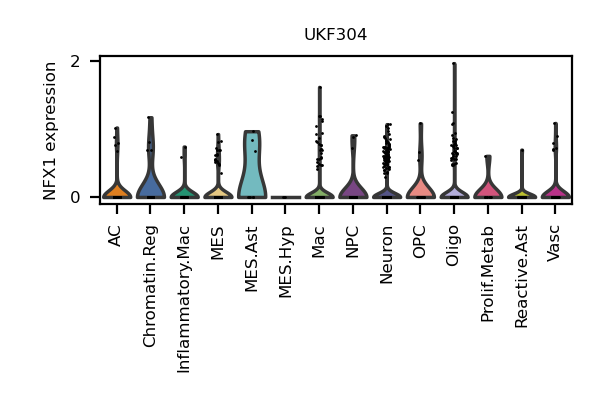 UKF304
NFX1 expression
2
0
AC
Chromatin.Reg
Inflammatory.Mac
MES
MES.Ast
MES.Hyp
Mac
NPC
Neuron
OPC
Oligo
Prolif.Metab
Reactive.Ast
Vasc